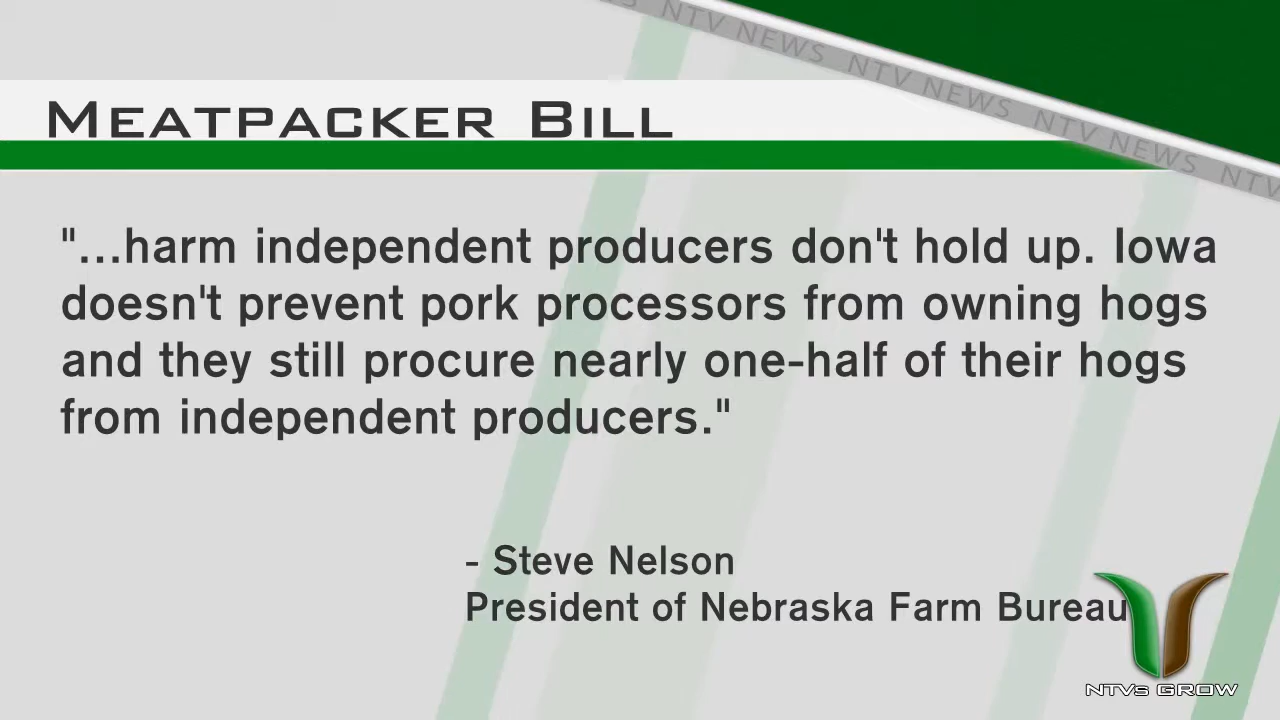 NTV NEWS NTV NEWS NTV NEWS NTV
MEATPACKER BILL
"...harm independent producers don't hold up. Iowa
doesn't prevent pork processors from owning hogs
and they still procure nearly one-half of their hogs
from independent producers."
- Steve Nelson
President of Nebraska Farm Bureau
NTVs GROW